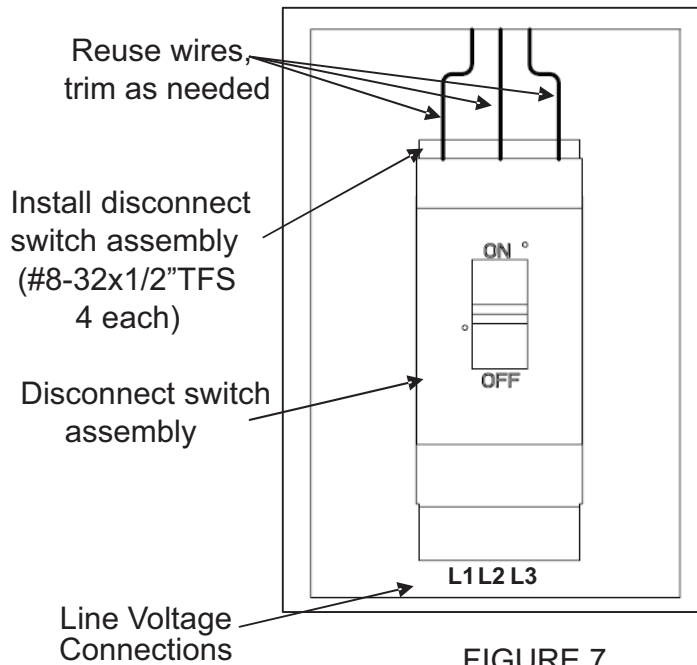 Reuse wires,
trim as needed
Install disconnect
switch assembly
(#8-32x1/2”TFS
4 each)
ON
OFF
Disconnect switch
assembly
L1 L2 L3
Line Voltage
Connections
FIGURE 7